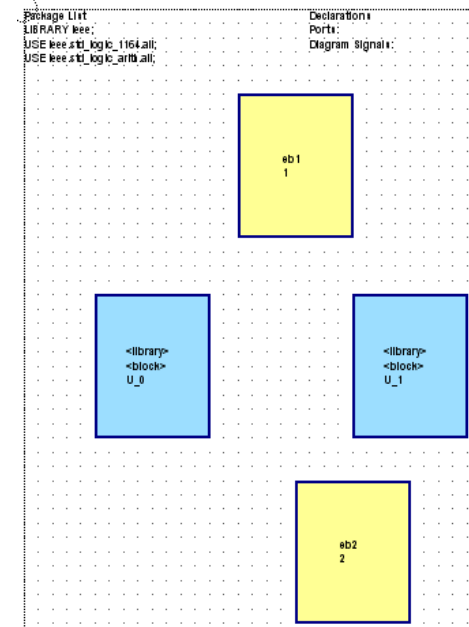 Package List
LIBRARY ieee;
USE ieee.std_logic_1164.all;
USE ieee.std_logic_arith.all;
Declarations
Ports:
Diagram Signals:
eb1
1
<library>
<block>
U_0
<library>
<block>
U_1
eb2
2